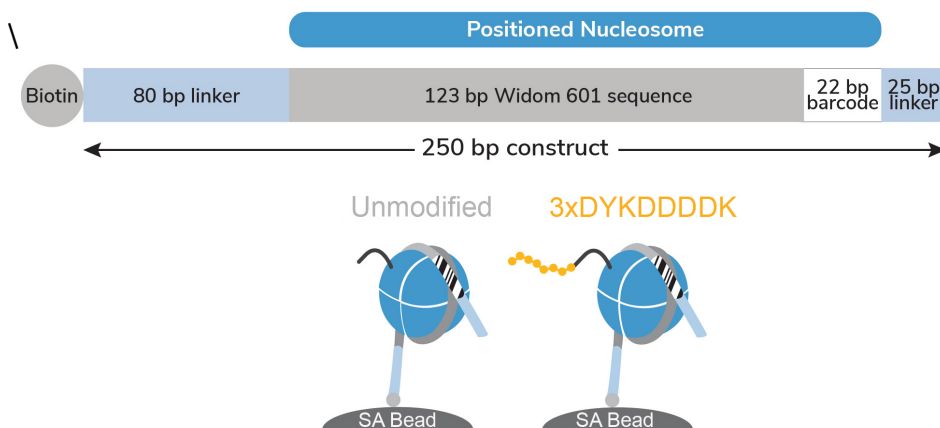 Positioned Nucleosome
\
Biotin
80 bp linker
123 bp Widom 601 sequence
22 bp
barcode
25 bp
linker
250 bp construct
Unmodified
3xDYKDDDDK
SA Bead
SA Bead